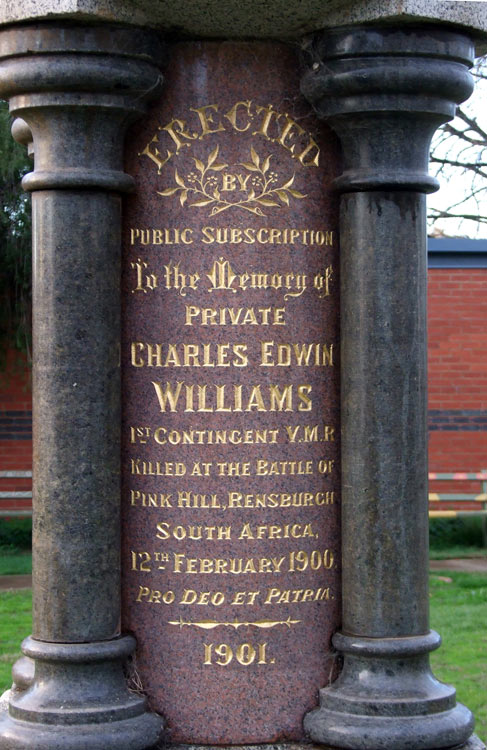 ERECTED
BY
PUBLIC SUBSCRIPTION
To the Memory of
PRIVATE
CHARLES EDWIN
WILLIAMS
1ST CONTINGENT V.M.R
KILLED AT THE BATTLE OF
PINK HILL, RENSBURGH
SOUTH AFRICA,
12TH FEBRUARY 1900.
PRO DEO ET PATRIA.
1901.